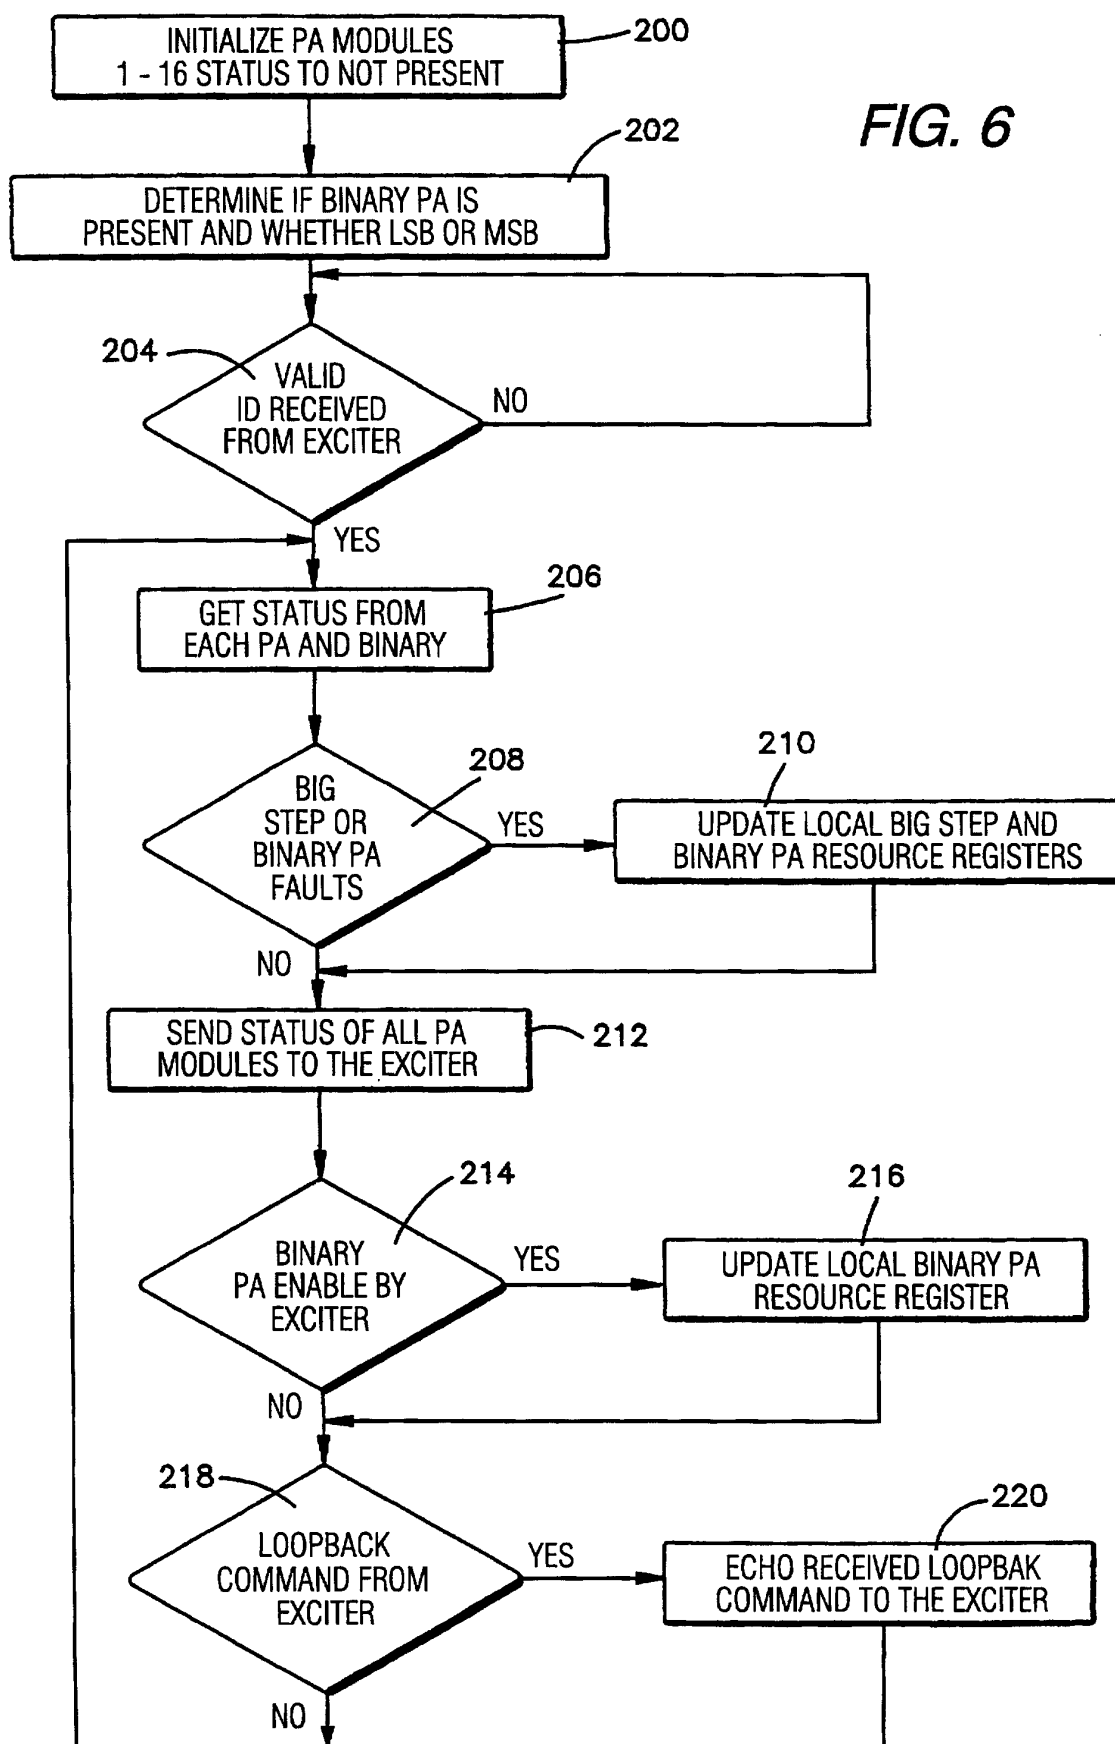 INITIALIZE PA MODULES
1 - 16 STATUS TO NOT PRESENT
200
FIG. 6
202
DETERMINE IF BINARY PA IS
PRESENT AND WHETHER LSB OR MSB
204
VALID
ID RECEIVED
FROM EXCITER
NO
YES
206
GET STATUS FROM
EACH PA AND BINARY
208
BIG
STEP OR
BINARY PA
FAULTS
YES
210
UPDATE LOCAL BIG STEP AND
BINARY PA RESOURCE REGISTERS
NO
SEND STATUS OF ALL PA
MODULES TO THE EXCITER
212
214
BINARY
PA ENABLE BY
EXCITER
YES
216
UPDATE LOCAL BINARY PA
RESOURCE REGISTER
NO
218
LOOPBACK
COMMAND FROM
EXCITER
YES
220
ECHO RECEIVED LOOPBAK
COMMAND TO THE EXCITER
NO